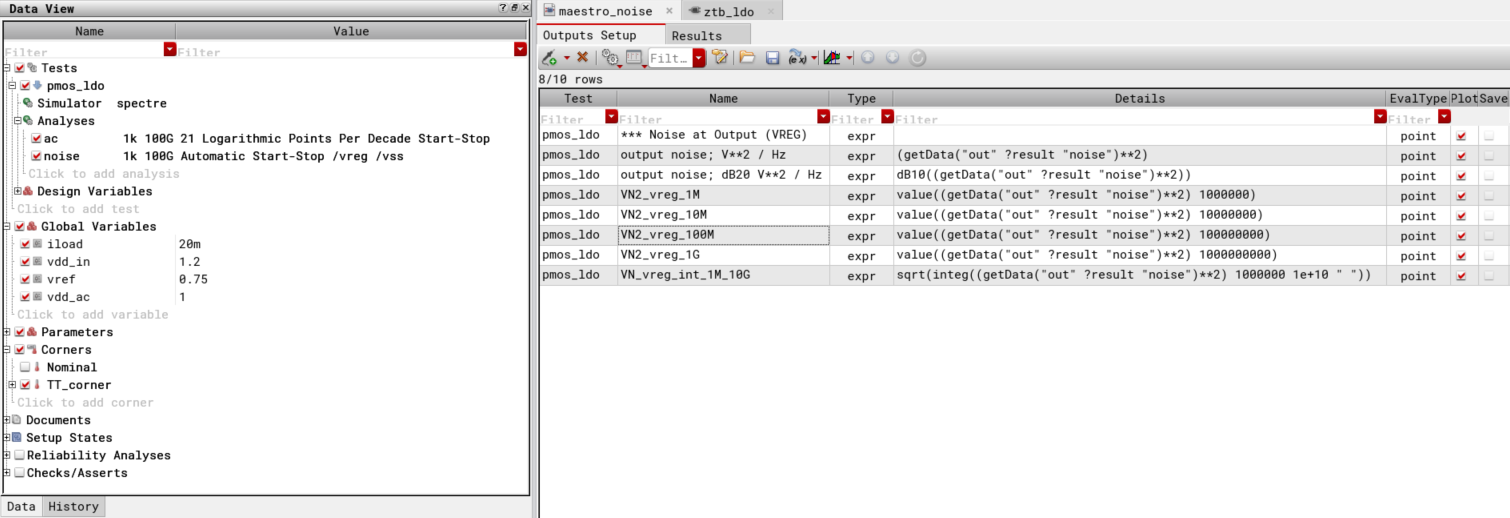 Data View
Name Value
Filter Filter
Tests
pmos_ldo
Simulator spectre
Analyses
ac 1k 100G 21 Logarithmic Points Per Decade Start-Stop
noise 1k 100G Automatic Start-Stop /vreg /vss
Click to add analysis
Design Variables
Click to add test
Global Variables
iload 20m
vdd_in 1.2
vref 0.75
vdd_ac 1
Click to add variable
Parameters
Corners
Nominal
TT_corner
Click to add corner
Documents
Setup States
Reliability Analyses
Checks/Asserts
Data History
maestro_noise ztb_ldo
Outputs Setup Results
Filt…
8/10 rows
Test Name Type Details EvalType Plot Save
Filter Filter Filter Filter Filter
pmos_ldo *** Noise at Output (VREG) expr point
pmos_ldo output noise; V**2 / Hz expr (getData("out" ?result "noise")**2) point
pmos_ldo output noise; dB20 V**2 / Hz expr dB10((getData("out" ?result "noise")**2)) point
pmos_ldo VN2_vreg_1M expr value((getData("out" ?result "noise")**2) 1000000) point
pmos_ldo VN2_vreg_10M expr value((getData("out" ?result "noise")**2) 10000000) point
pmos_ldo VN2_vreg_100M expr value((getData("out" ?result "noise")**2) 100000000) point
pmos_ldo VN2_vreg_1G expr value((getData("out" ?result "noise")**2) 1000000000) point
pmos_ldo VN_vreg_int_1M_10G expr sqrt(integ((getData("out" ?result "noise")**2) 1000000 1e+10 " ")) point